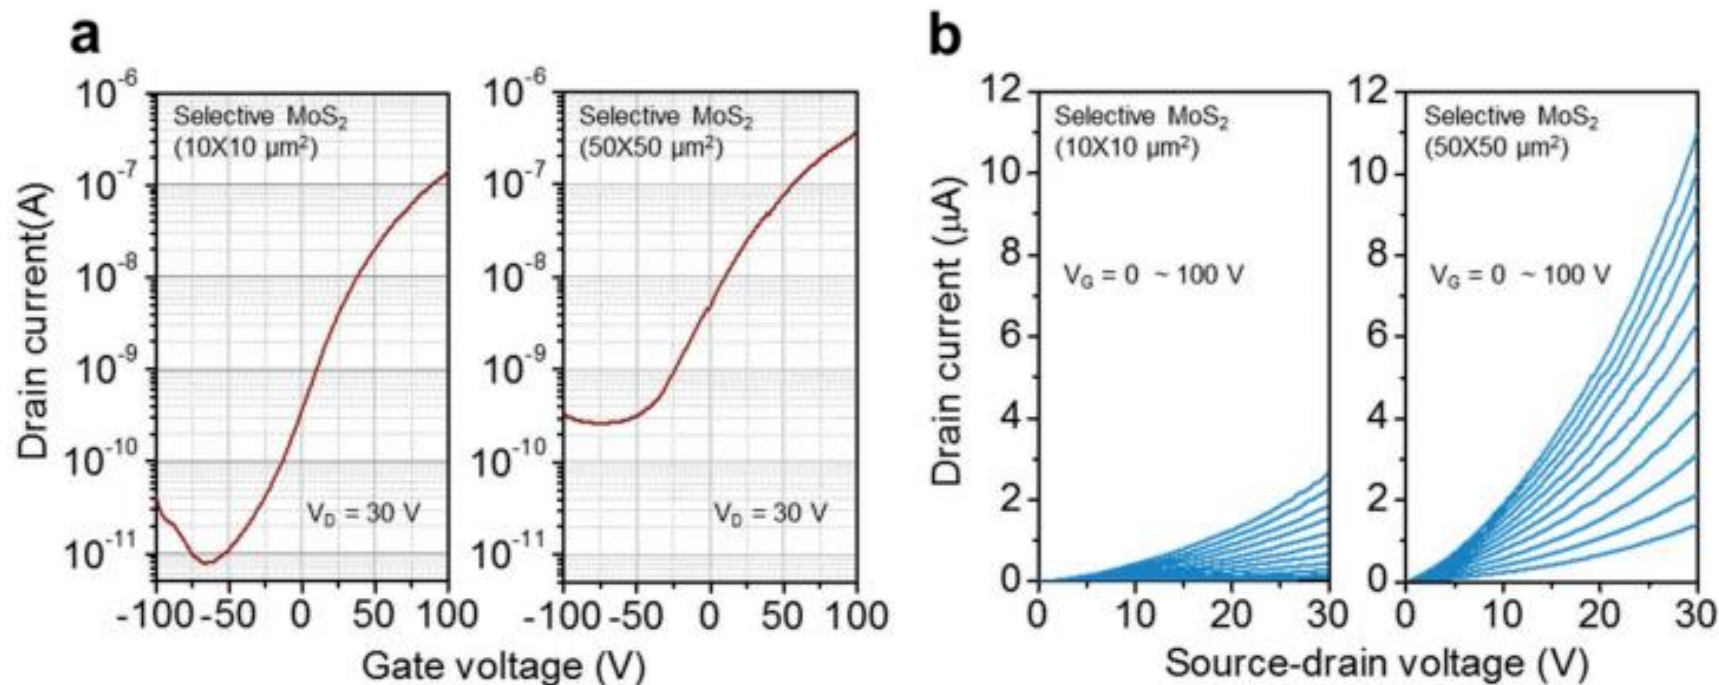 a
Drain current(A)
10⁻⁶
10⁻⁷
10⁻⁸
10⁻⁹
10⁻¹⁰
10⁻¹¹
Selective MoS₂
(10X10 µm²)
V_D = 30 V
-100 -50 0 50 100
10⁻⁶
10⁻⁷
10⁻⁸
10⁻⁹
10⁻¹⁰
10⁻¹¹
Selective MoS₂
(50X50 µm²)
V_D = 30 V
-100 -50 0 50 100
Gate voltage (V)
b
Drain current (µA)
12
10
8
6
4
2
0
Selective MoS₂
(10X10 µm²)
V_G = 0 ~ 100 V
0 10 20 30
12
10
8
6
4
2
0
Selective MoS₂
(50X50 µm²)
V_G = 0 ~ 100 V
0 10 20 30
Source-drain voltage (V)